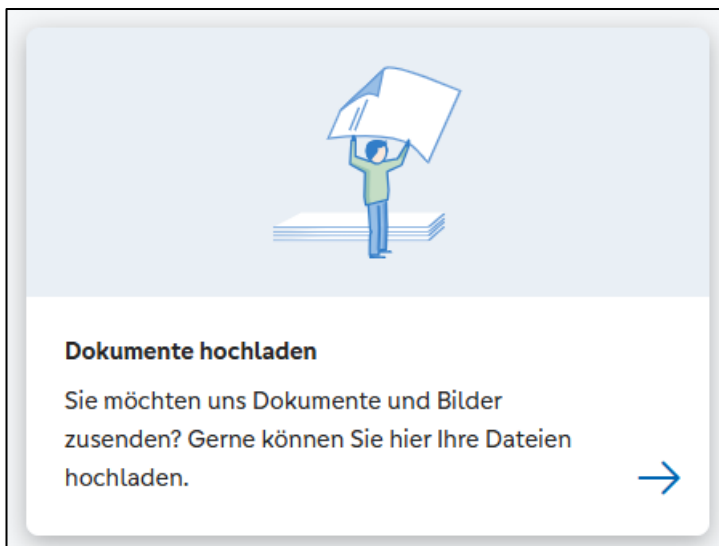 Dokumente hochladen
Sie möchten uns Dokumente und Bilder
zusenden? Gerne können Sie hier Ihre Dateien
hochladen.